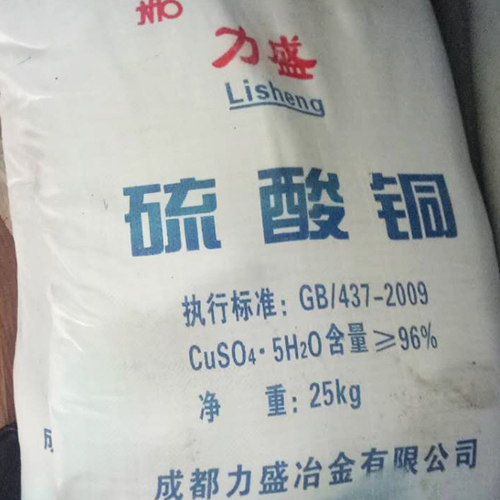 力盛
Lisheng
硫酸铜
执行标准：GB/437-2009
CuSO₄·5H₂O含量≥96%
净 重：25kg
成都力盛冶金有限公司
成